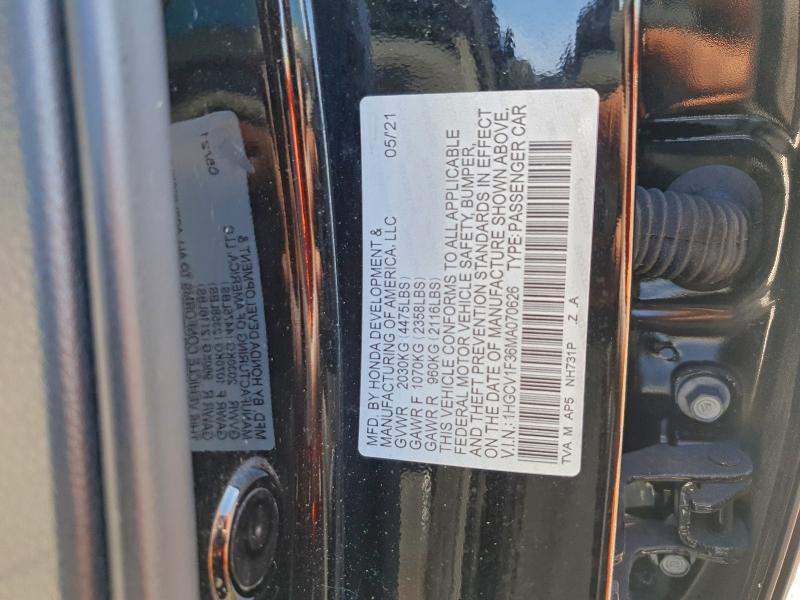 MFD. BY HONDA DEVELOPMENT &
MANUFACTURING OF AMERICA, LLC 05/21
GVWR 2030KG (4475LBS)
GAWR F 1070KG (2358LBS)
GAWR R 960KG (2116LBS)
THIS VEHICLE CONFORMS TO ALL APPLICABLE
FEDERAL MOTOR VEHICLE SAFETY, BUMPER,
AND THEFT PREVENTION STANDARDS IN EFFECT
ON THE DATE OF MANUFACTURE SHOWN ABOVE.
V.I.N.: 1HGCV1F36MA070626 TYPE: PASSENGER CAR
TVA M AP5 NH731P .Z .A